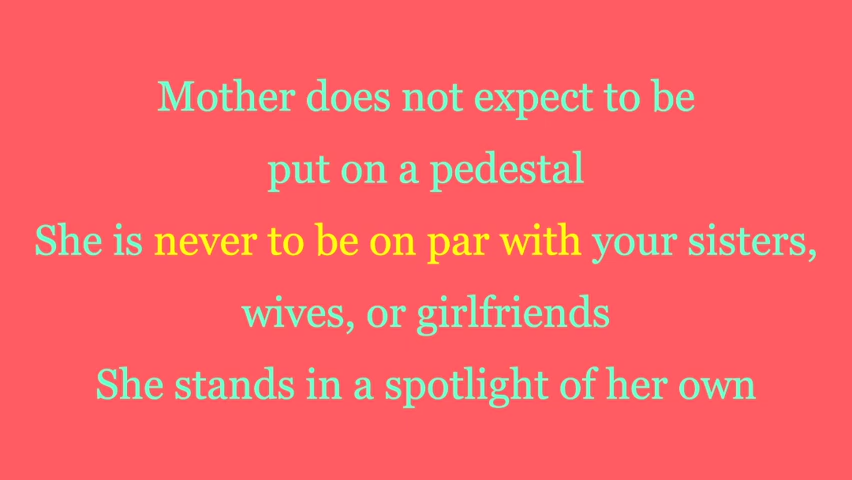 Mother does not expect to be
put on a pedestal
She is never to be on par with your sisters,
wives, or girlfriends
She stands in a spotlight of her own